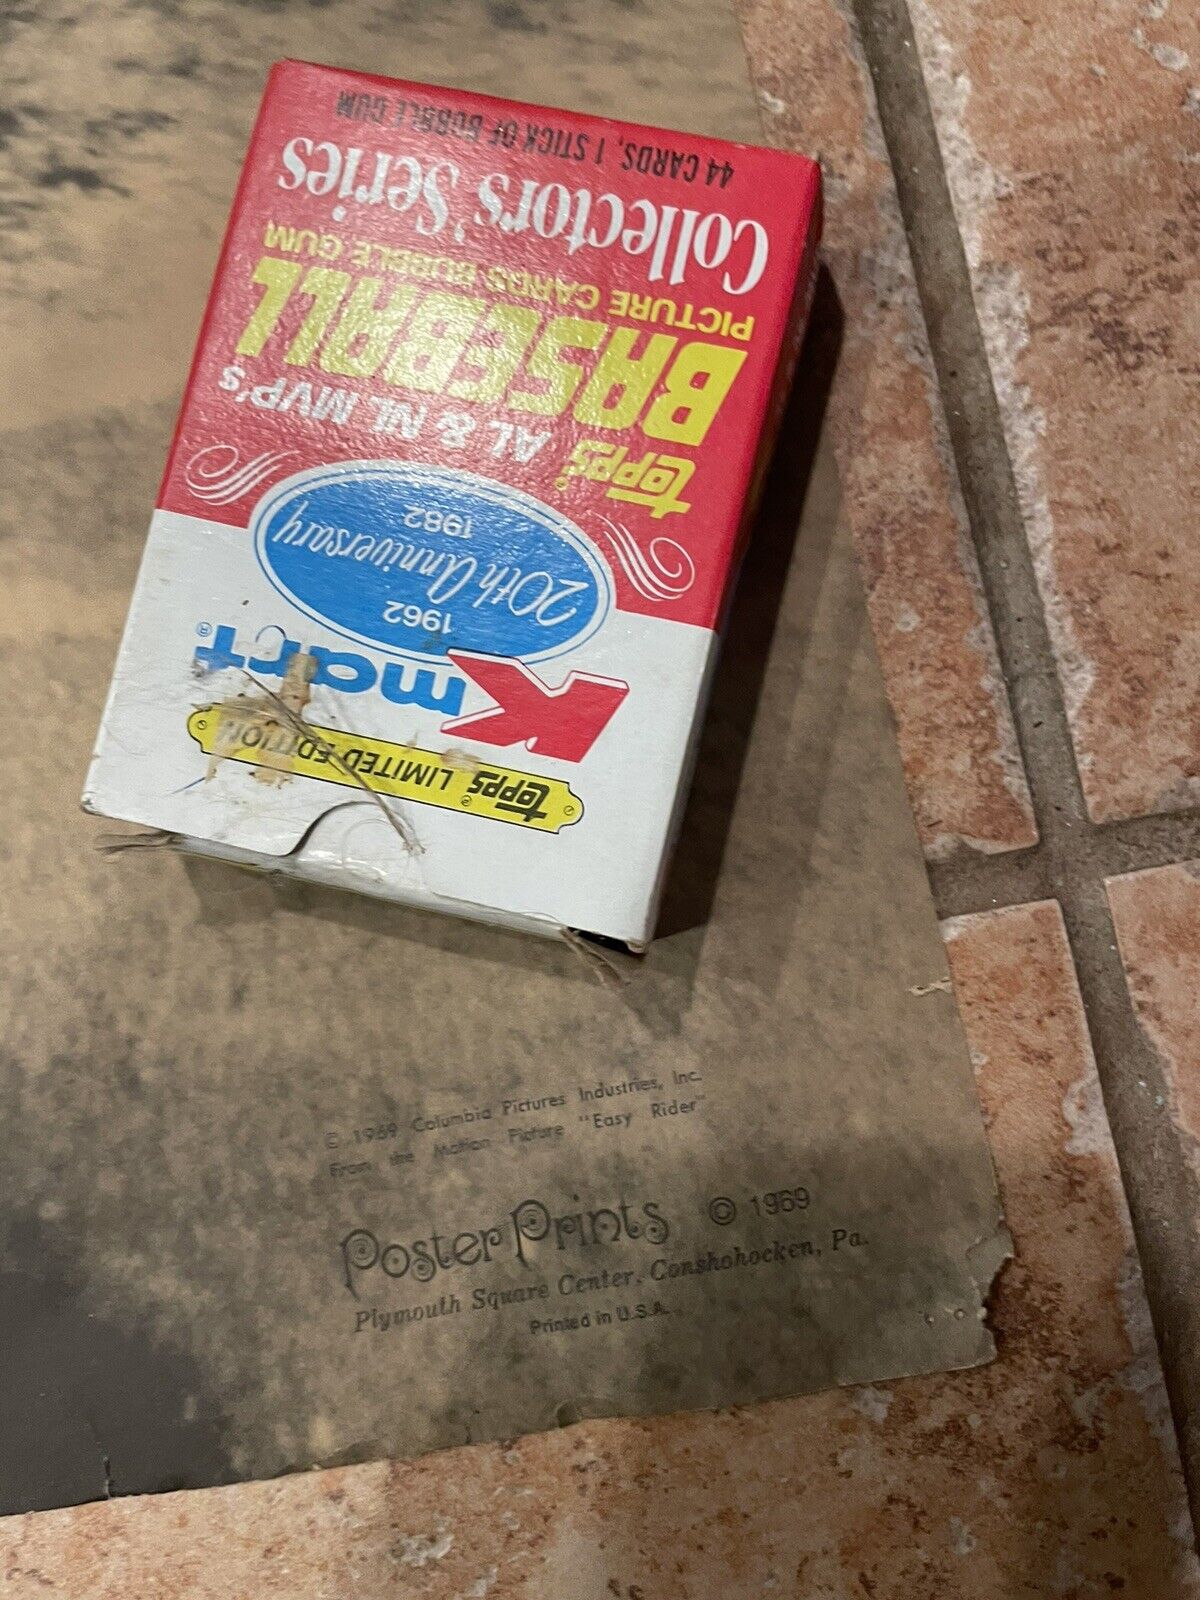 topps® LIMITED EDITION
K mart®
1962
20th Anniversary
1982
topps® AL & NL MVP's
BASEBALL
PICTURE CARDS BUBBLE GUM
Collectors' Series
44 CARDS, 1 STICK OF BUBBLE GUM
© 1969 Columbia Pictures Industries, Inc.
From the Motion Picture "Easy Rider"
Poster Prints © 1969
Plymouth Square Center, Conshohocken, Pa.
Printed in U.S.A.